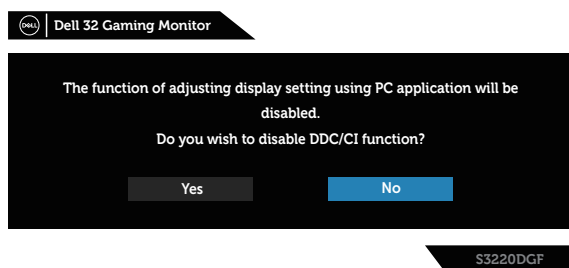 DELL Dell 32 Gaming Monitor
The function of adjusting display setting using PC application will be
disabled.
Do you wish to disable DDC/CI function?
Yes No
S3220DGF